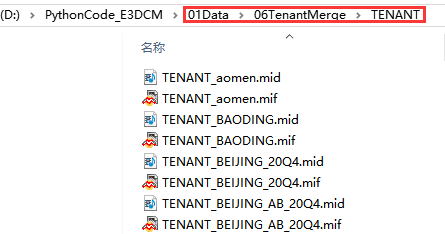 (D:) > PythonCode_E3DCM > 01Data > 06TenantMerge > TENANT
名称
TENANT_aomen.mid
TENANT_aomen.mif
TENANT_BAODING.mid
TENANT_BAODING.mif
TENANT_BEIJING_20Q4.mid
TENANT_BEIJING_20Q4.mif
TENANT_BEIJING_AB_20Q4.mid
TENANT_BEIJING_AB_20Q4.mif